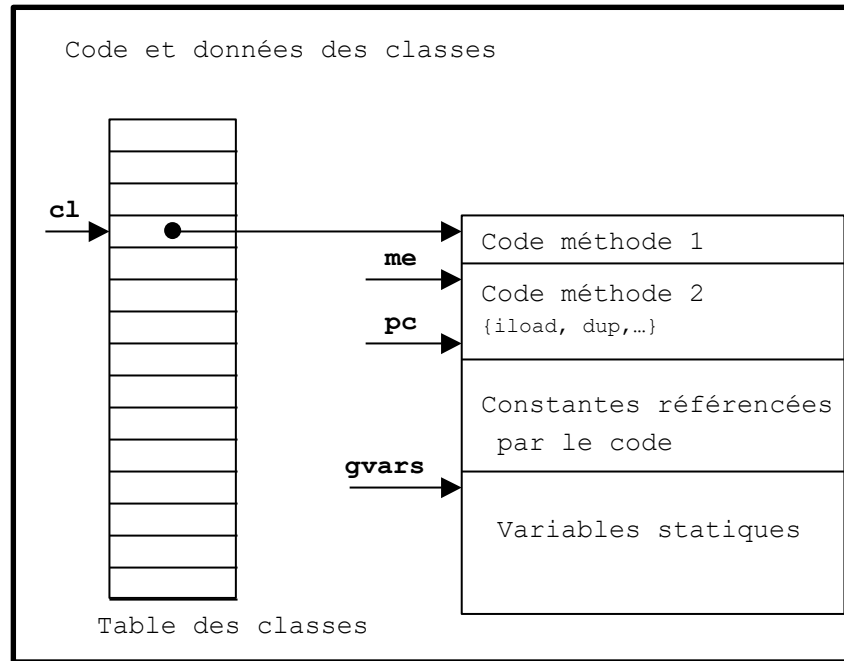 Code et données des classes
cl
Code méthode 1
me
Code méthode 2
pc
{iload, dup,…}
Constantes référencées
par le code
gvars
Variables statiques
Table des classes